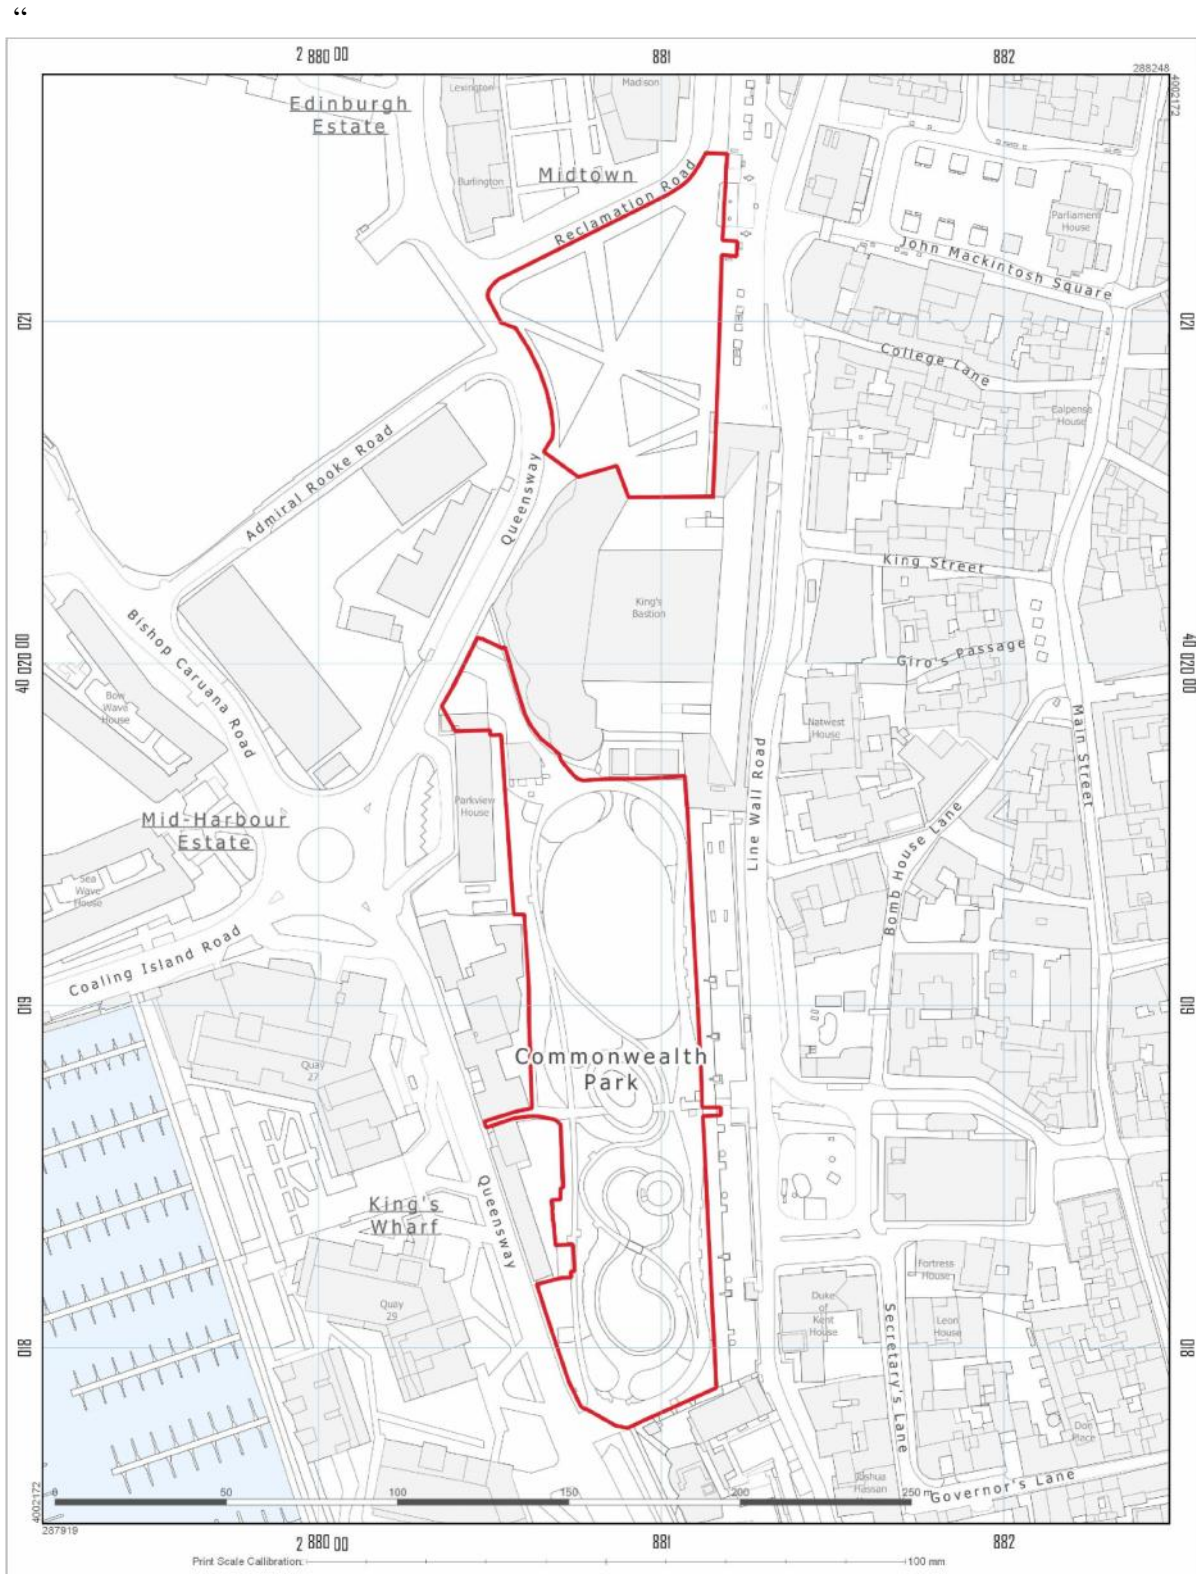 “
2 880 00
881
882
288248
4002172
Edinburgh
Estate
Lexington
Madison
Midtown
Burlington
Reclamation Road
Parliament
House
John Mackintosh Square
021
021
College Lane
Calpense
House
Admiral Rooke Road
Queensway
King Street
King's
Bastion
Bishop Caruana Road
Giro's Passage
40 020 00
40 020 00
Bow
Wave
House
Natwest
House
Main Street
Line Wall Road
Parkview
House
Mid-Harbour
Estate
Bomb House Lane
Sea
Wave
House
Coaling Island Road
019
019
Commonwealth
Park
Quay
27
King's
Wharf
Queensway
Fortress
House
Duke
of
Kent
House
Leon
House
Quay
29
Secretary's Lane
018
018
Don
Place
Joshua
Hassan
Governor's Lane
0
50
100
150
200
250 m
4002172
287919
2 880 00
881
882
Print Scale Callibration:
100 mm